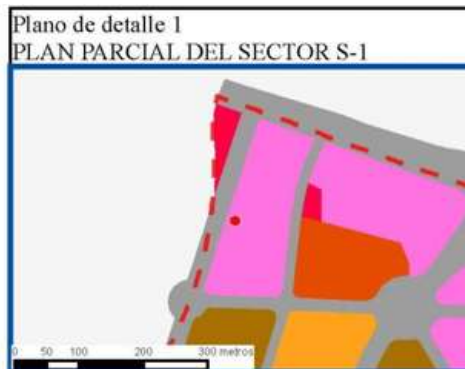 Plano de detalle 1
PLAN PARCIAL DEL SECTOR S-1
0 50 100 200 300 metros